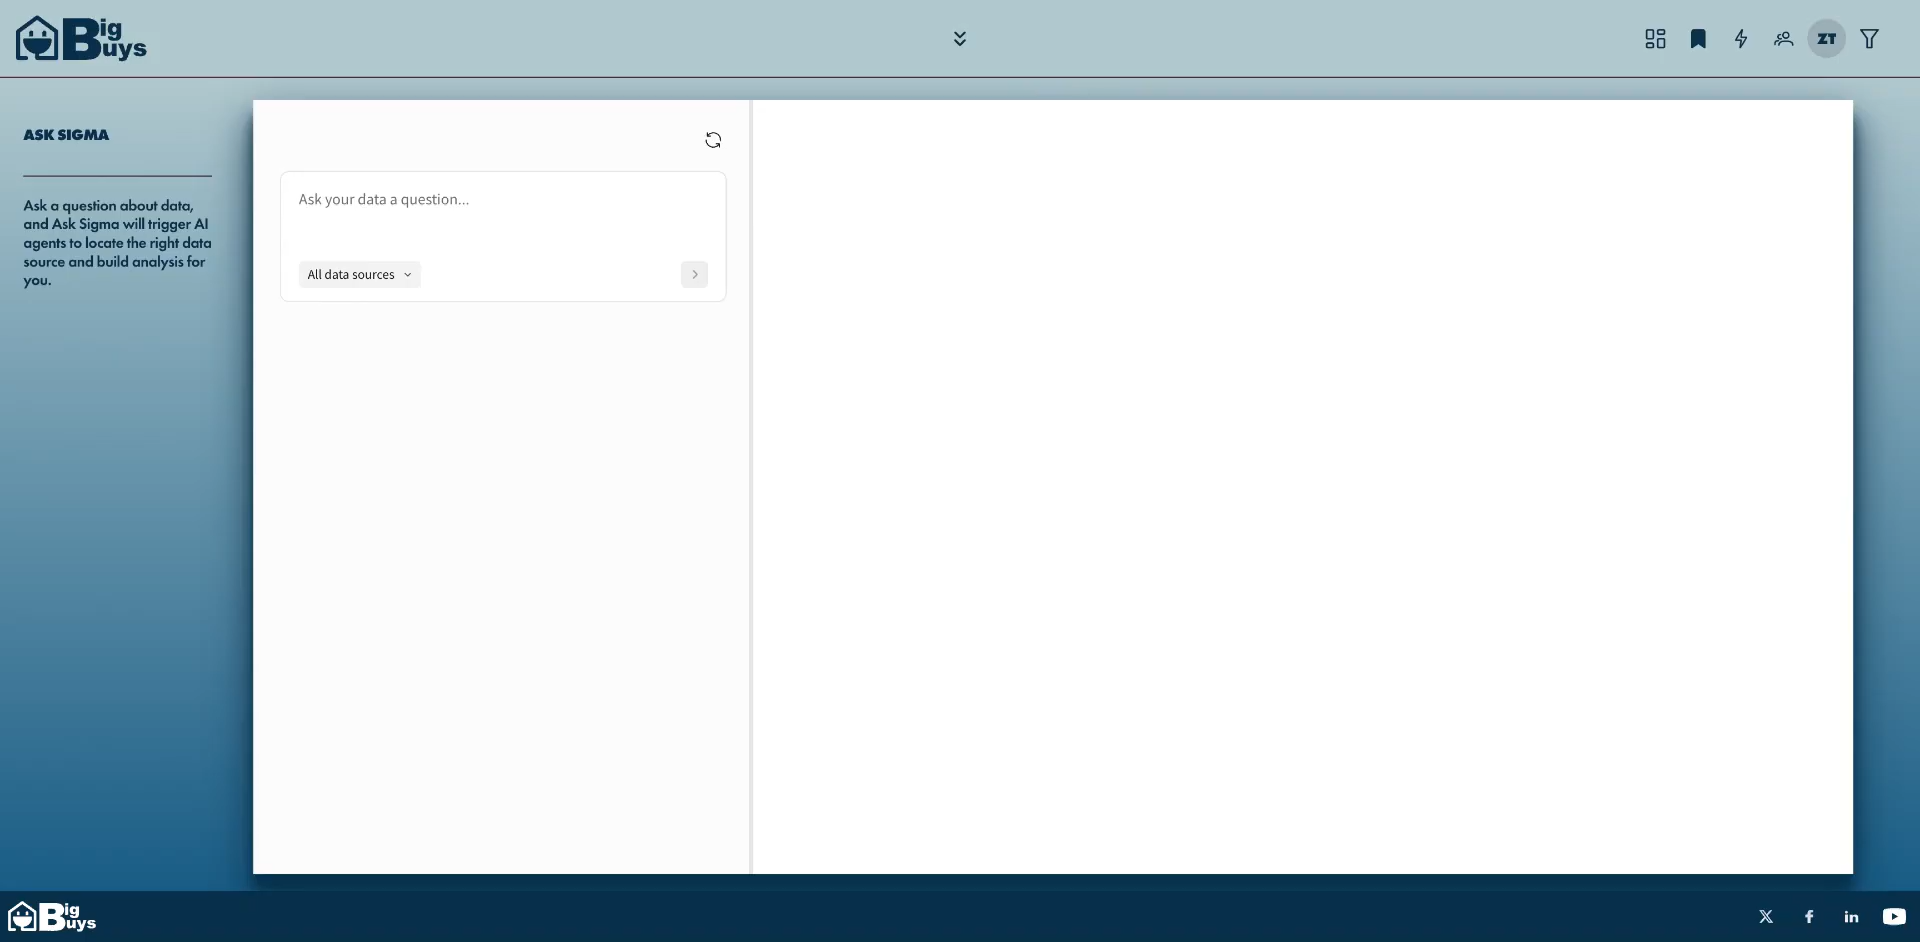 Big
Buys
ZT
ASK SIGMA
Ask a question about data,
and Ask Sigma will trigger AI
agents to locate the right data
source and build analysis for
you.
Ask your data a question...
All data sources
Big
Buys
X
f
in